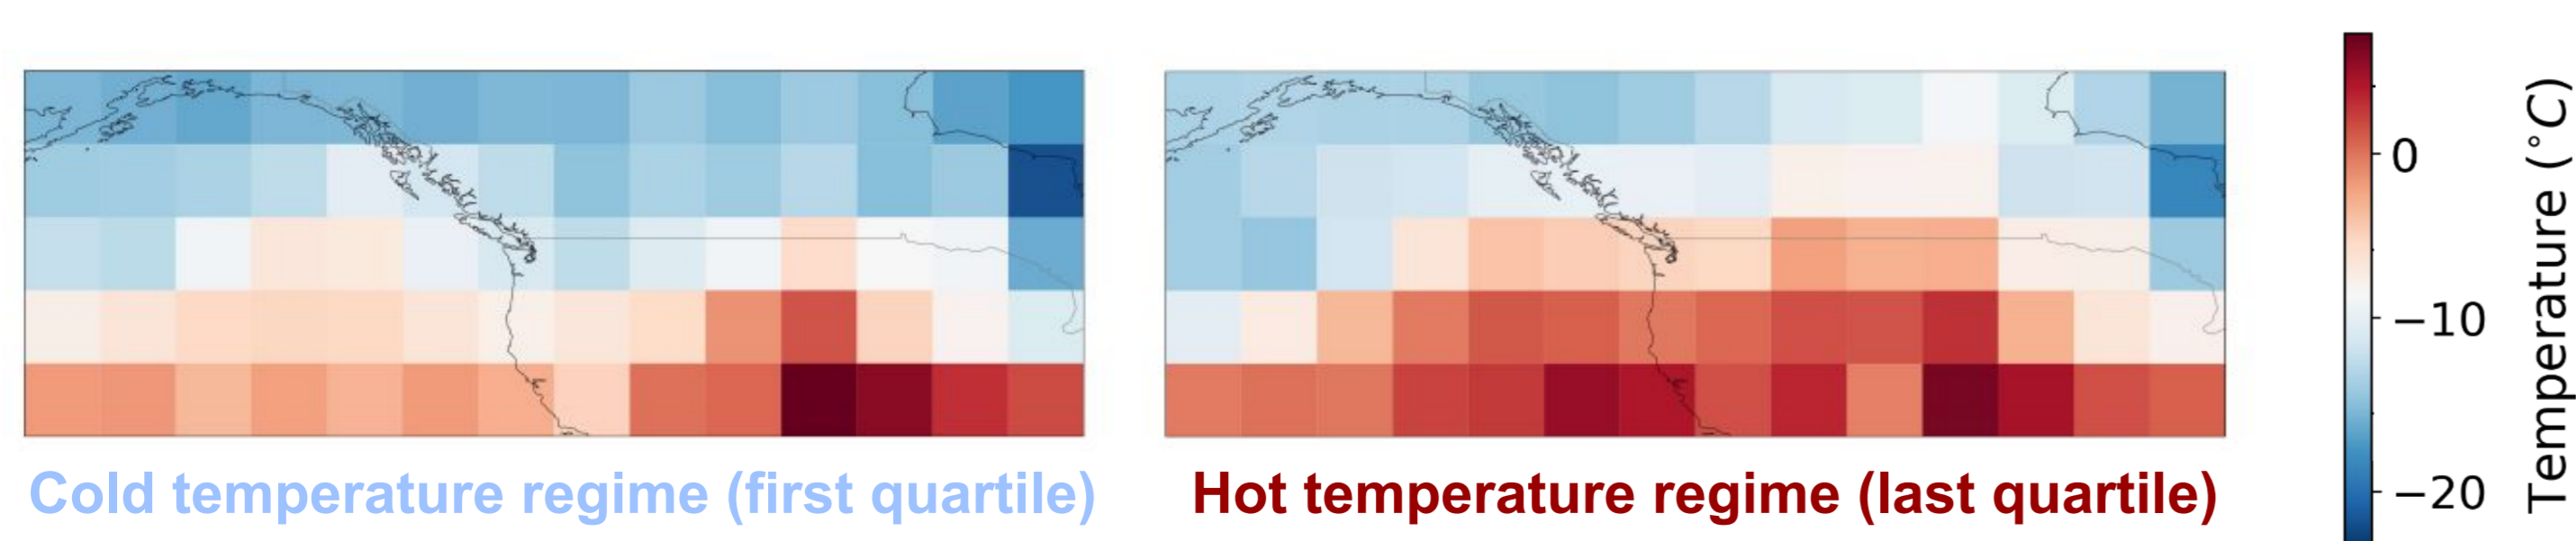 Cold temperature regime (first quartile)
Hot temperature regime (last quartile)
0
−10
−20
Temperature (°C)